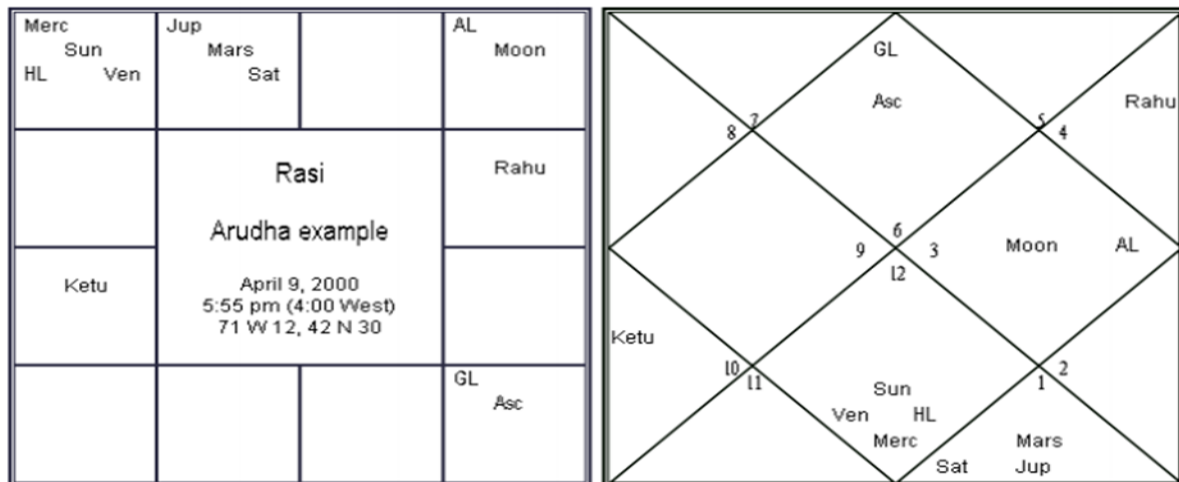 Merc
Sun
HL Ven
Jup
Mars
Sat
AL
Moon
Rahu
Ketu
GL
Asc
Rasi
Arudha example
April 9, 2000
5:55 pm (4:00 West)
71 W 12, 42 N 30
GL
Asc
Rahu
7
8
5
4
6
9 3
12
Moon AL
Ketu
10
11
2
1
Sun
Ven HL
Merc
Mars
Sat Jup